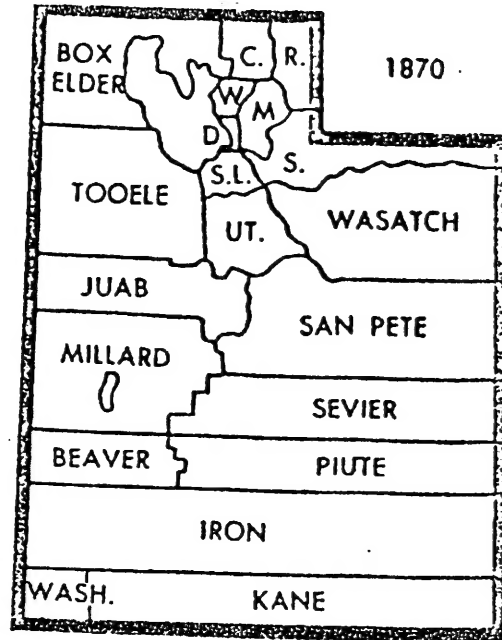 BOX
ELDER
C.
R.
1870
W
M
D
S.
S.L.
TOOELE
UT.
WASATCH
JUAB
SAN PETE
MILLARD
SEVIER
BEAVER
PIUTE
IRON
WASH.
KANE